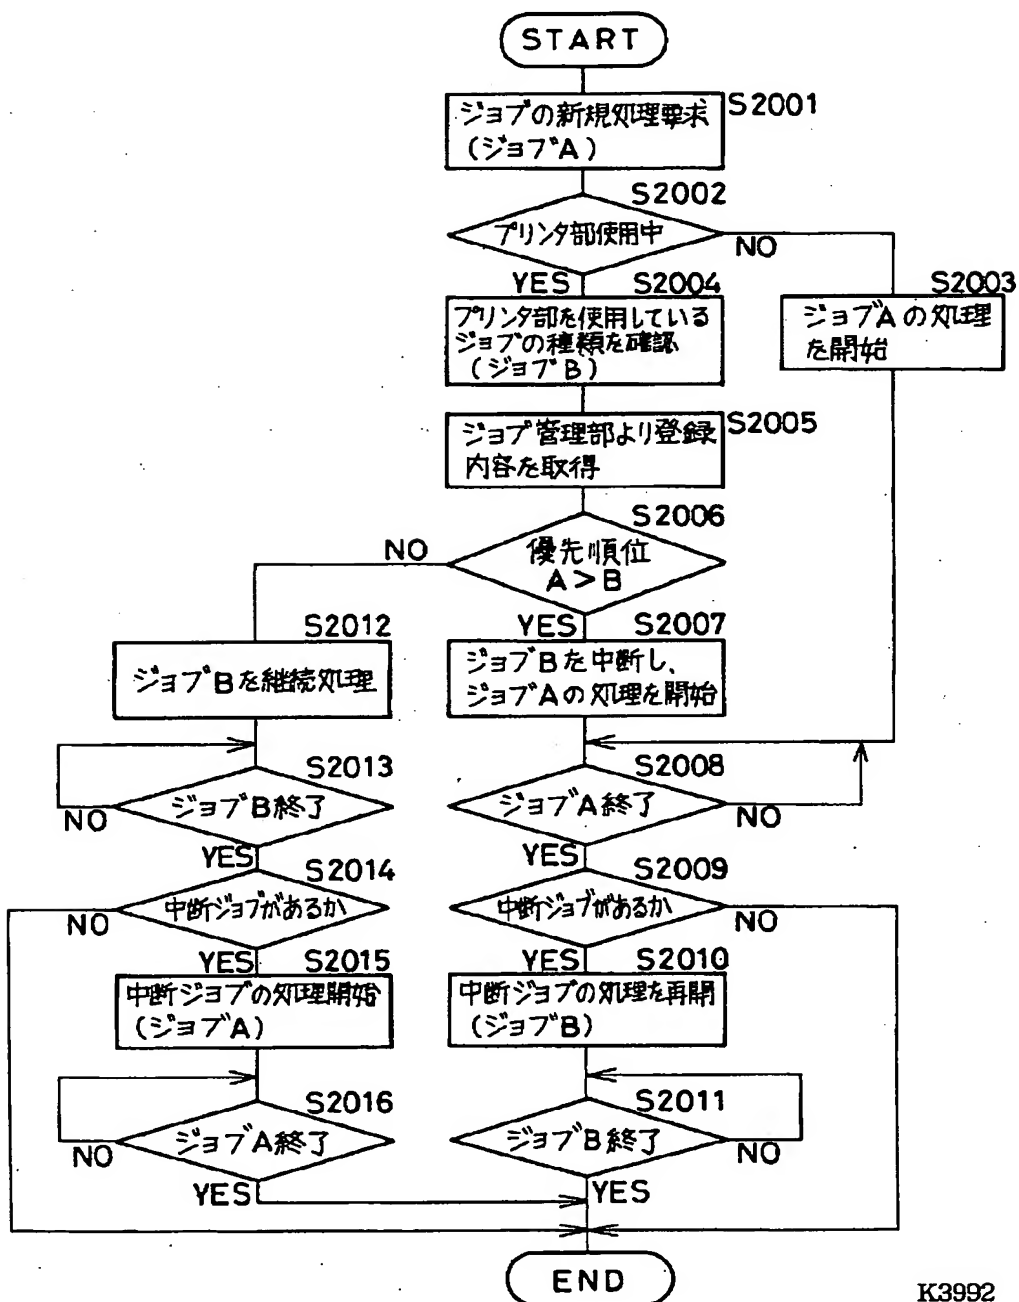 START
S2001
ジョブの新規処理要求
(ジョブA)
S2002
プリンタ部使用中
NO
YES
S2004
S2003
プリンタ部を使用している
ジョブの種類を確認
(ジョブB)
ジョブAの処理
を開始
S2005
ジョブ管理部より登録
内容を取得
S2006
優先順位
A>B
NO
YES
S2012
S2007
ジョブBを継続処理
ジョブBを中断し、
ジョブAの処理を開始
S2013
S2008
ジョブB終了
ジョブA終了
NO
NO
YES
YES
S2014
S2009
中断ジョブがあるか
中断ジョブがあるか
NO
NO
YES
S2015
YES
S2010
中断ジョブの処理開始
(ジョブA)
中断ジョブの処理を再開
(ジョブB)
S2016
S2011
ジョブA終了
ジョブB終了
NO
NO
YES
YES
END
K3992